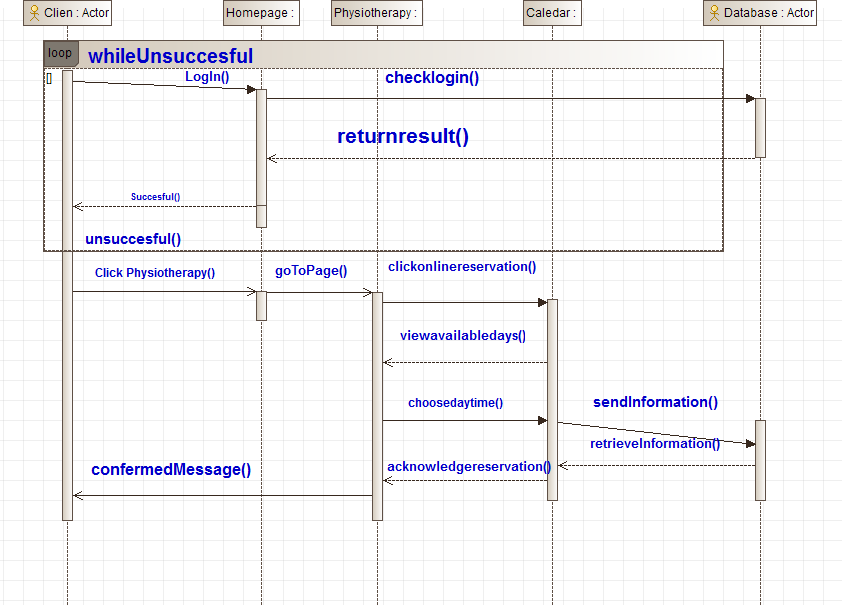 Clien : Actor
Homepage :
Physiotherapy :
Caledar :
Database : Actor
loop
whileUnsuccesful
[]
LogIn()
checklogin()
returnresult()
Succesful()
unsuccesful()
Click Physiotherapy()
goToPage()
clickonlinereservation()
viewavailabledays()
choosedaytime()
sendInformation()
retrieveInformation()
confermedMessage()
acknowledgereservation()